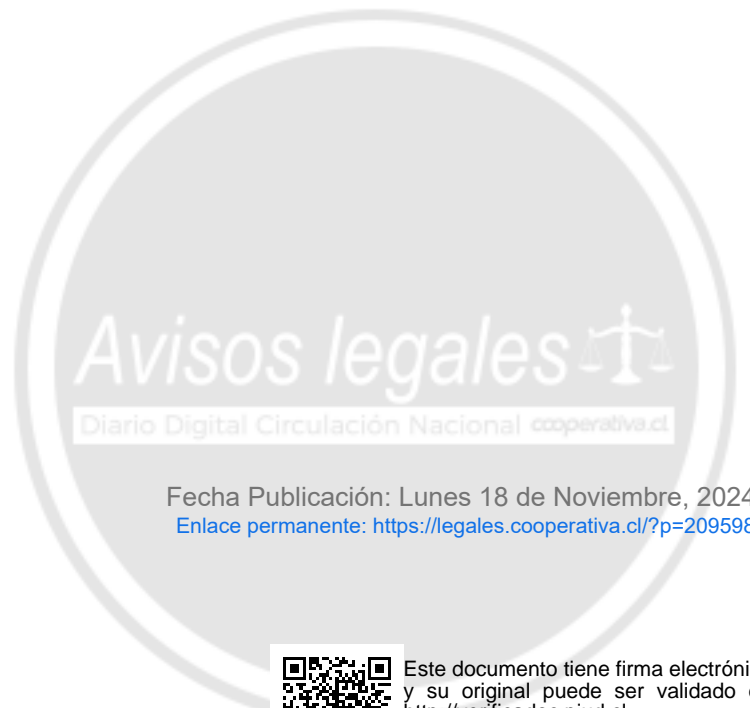 Avisos legales
Diario Digital Circulación Nacional cooperativa.cl
Fecha Publicación: Lunes 18 de Noviembre, 2024
Enlace permanente: https://legales.cooperativa.cl/?p=209598
Este documento tiene firma electróni
y su original puede ser validado